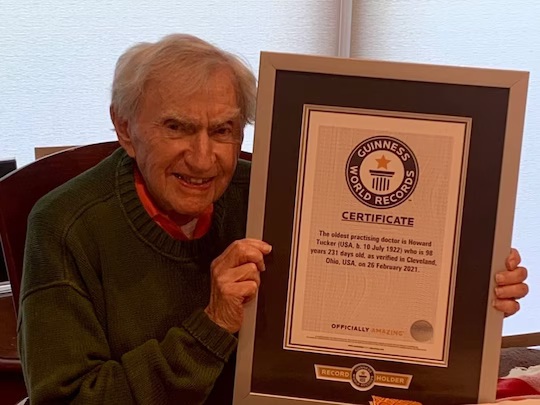 GUINNESS
WORLD RECORDS
CERTIFICATE
The oldest practising doctor is Howard
Tucker (USA, b. 10 July 1922) who is 98
years 231 days old, as verified in Cleveland,
Ohio, USA, on 26 February 2021.
OFFICIALLY AMAZING
RECORD HOLDER